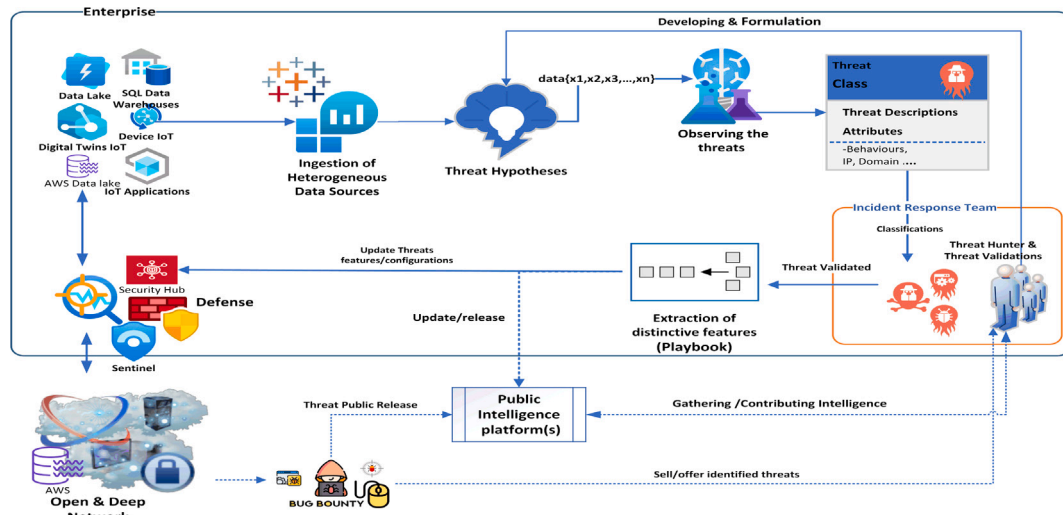 Enterprise
Developing & Formulation
Data Lake
SQL Data
Warehouses
Digital Twins IoT
Device IoT
AWS Data lake
IoT Applications
Ingestion of
Heterogeneous
Data Sources
Threat Hypotheses
data{x1,x2,x3,...,xn}
Observing the
threats
Threat
Class
Threat Descriptions
Attributes
-Behaviours,
IP, Domain ....
Incident Response Team
Classifications
Threat Hunter &
Threat Validations
Threat Validated
Update Threats
features/configurations
Security Hub
Defense
Sentinel
Update/release
Extraction of
distinctive features
(Playbook)
Threat Public Release
Public
Intelligence
platform(s)
Gathering /Contributing Intelligence
Sell/offer identified threats
AWS
BUG BOUNTY
Open & Deep
Network